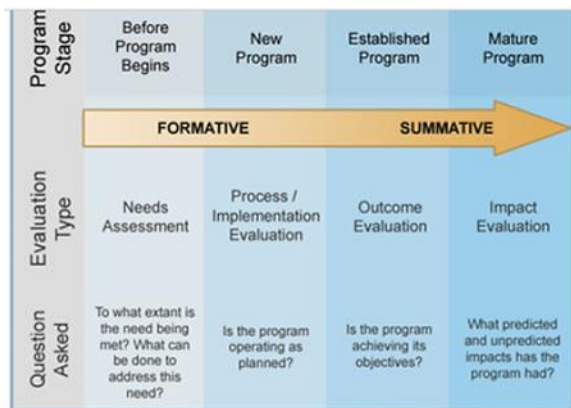 Program
Stage
Before
Program
Begins
New
Program
Established
Program
Mature
Program
FORMATIVE
SUMMATIVE
Evaluation
Type
Needs
Assessment
Process /
Implementation
Evaluation
Outcome
Evaluation
Impact
Evaluation
Question
Asked
To what extant is
the need being
met? What can
be done to
address this
need?
Is the program
operating as
planned?
Is the program
achieving its
objectives?
What predicted
and unpredicted
impacts has the
program had?